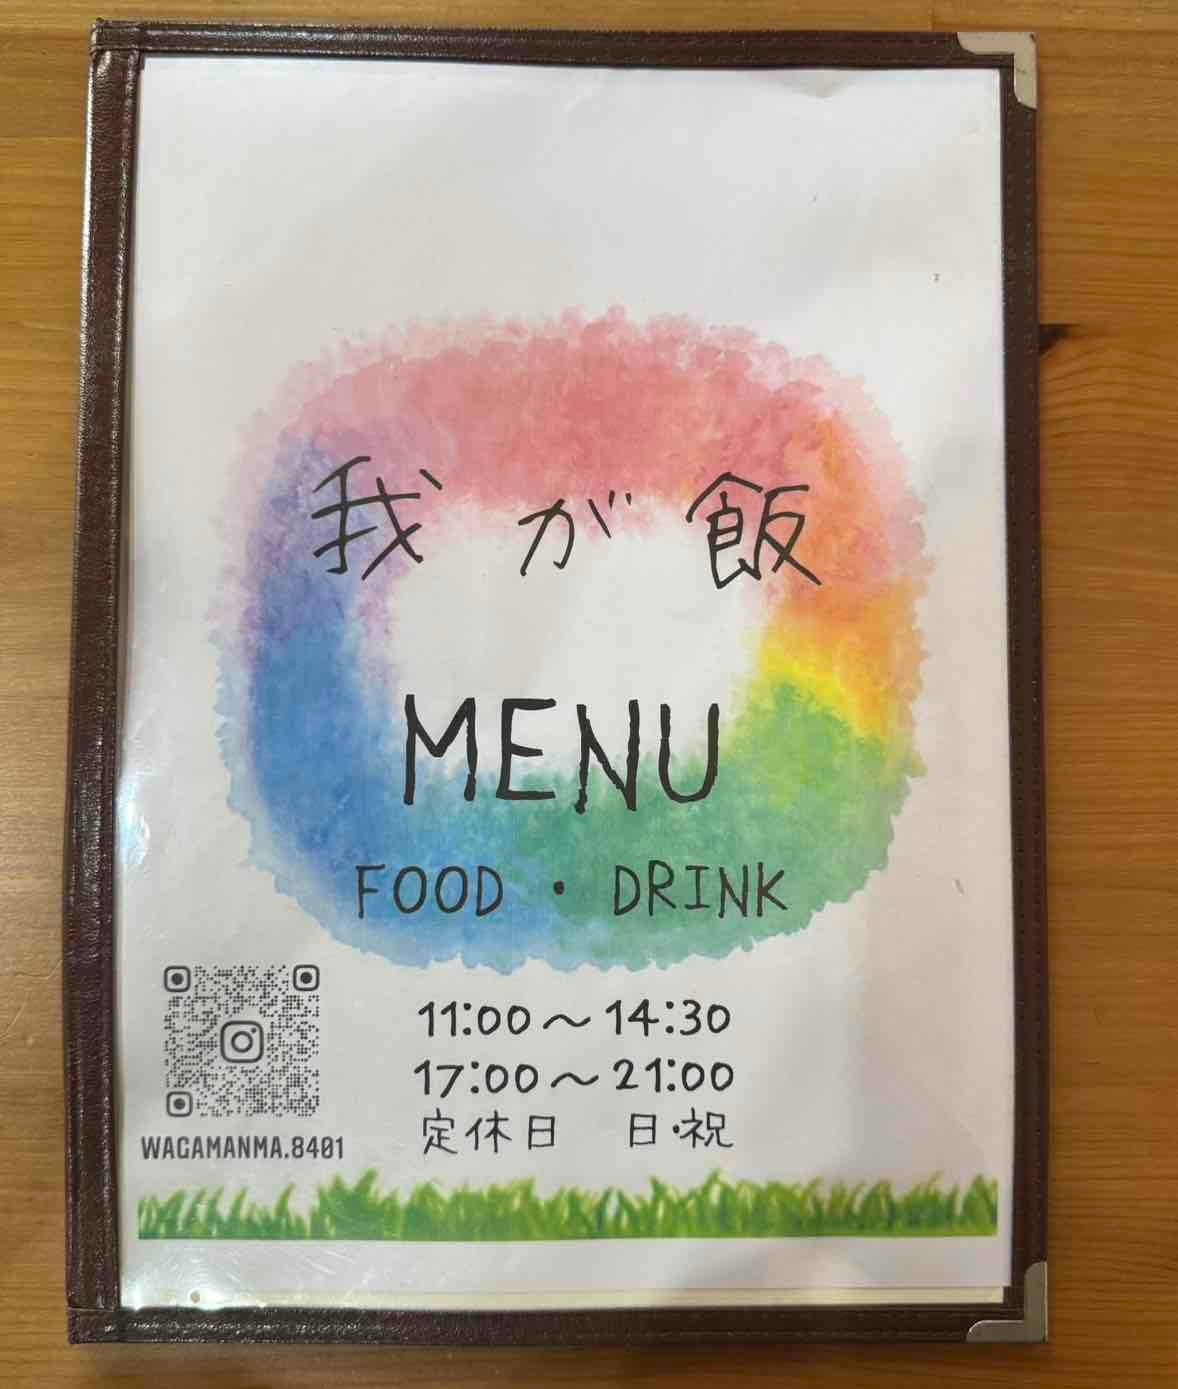 我が飯
MENU
FOOD・DRINK
11:00～14:30
17:00～21:00
定休日　日・祝
WAGAMANMA.8401